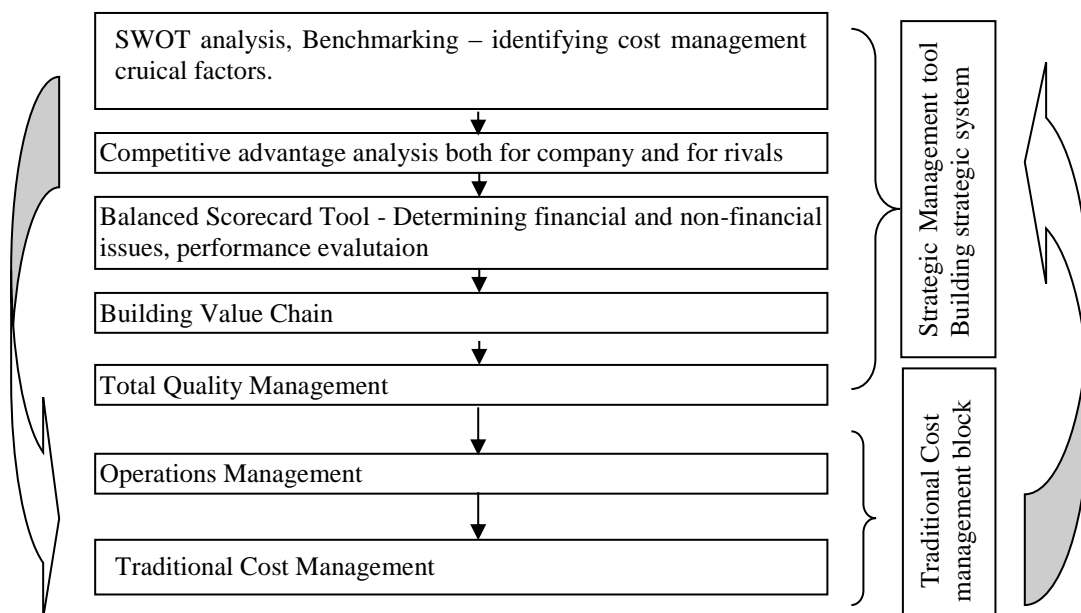 SWOT analysis, Benchmarking – identifying cost management
cruical factors.
Competitive advantage analysis both for company and for rivals
Balanced Scorecard Tool - Determining financial and non-financial
issues, performance evalutaion
Building Value Chain
Total Quality Management
Operations Management
Traditional Cost Management
Strategic Management tool
Building strategic system
Traditional Cost
management block